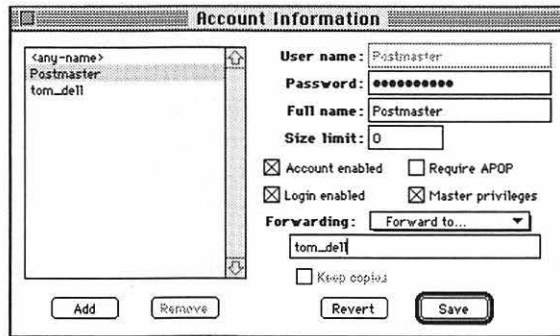 Account Information
<any-name>
Postmaster
tom_dell
User name: Postmaster
Password: ●●●●●●●●●●
Full name: Postmaster
Size limit: 0
Account enabled
Require APOP
Login enabled
Master privileges
Forwarding: Forward to...
tom_dell
Keep copies
Add
Remove
Revert
Save